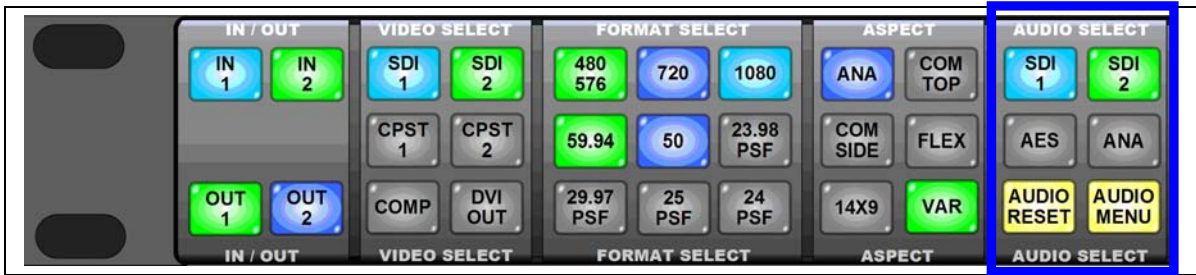 IN / OUT
IN
1
IN
2
OUT
1
OUT
2
IN / OUT
VIDEO SELECT
SDI
1
SDI
2
CPST
1
CPST
2
COMP
DVI
OUT
VIDEO SELECT
FORMAT SELECT
480
576
720
1080
59.94
50
23.98
PSF
29.97
PSF
25
PSF
24
PSF
FORMAT SELECT
ASPECT
ANA
COM
TOP
COM
SIDE
FLEX
14X9
VAR
ASPECT
AUDIO SELECT
SDI
1
SDI
2
AES
ANA
AUDIO
RESET
AUDIO
MENU
AUDIO SELECT